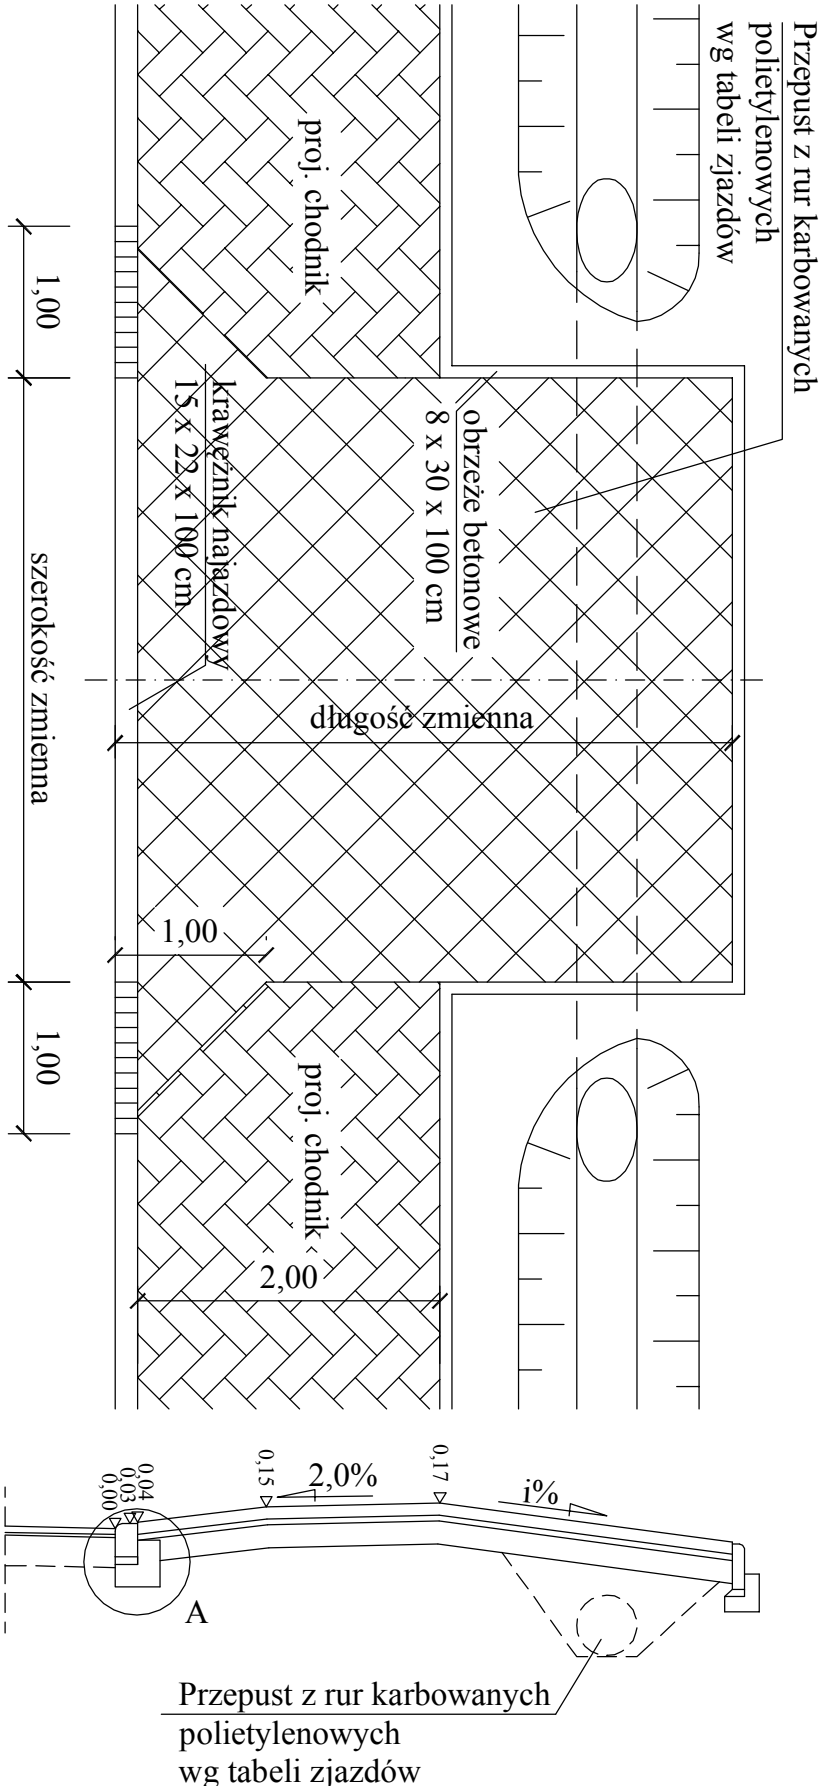 Przepust z rur karbowanych
polietylenowych
wg tabeli zjazdów
proj. chodnik
1,00
krawężnik najazdowy
15 x 22 x 100 cm
obrzeże betonowe
8 x 30 x 100 cm
szerokość zmienna
długość zmienna
1,00
1,00
proj. chodnik
2,00
0,00
0,03
0,04
0,15
2,0%
0,17
i%
A
Przepust z rur karbowanych
polietylenowych
wg tabeli zjazdów